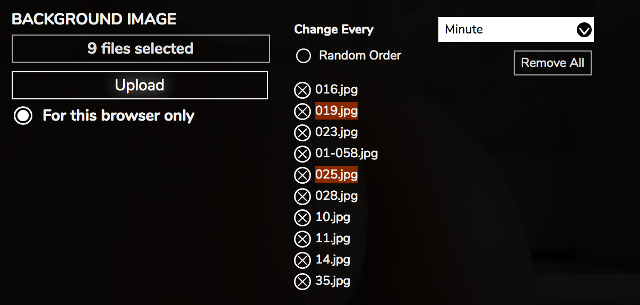 BACKGROUND IMAGE
9 files selected
Upload
For this browser only
Change Every
Minute
Random Order
Remove All
016.jpg
019.jpg
023.jpg
01-058.jpg
025.jpg
028.jpg
10.jpg
11.jpg
14.jpg
35.jpg